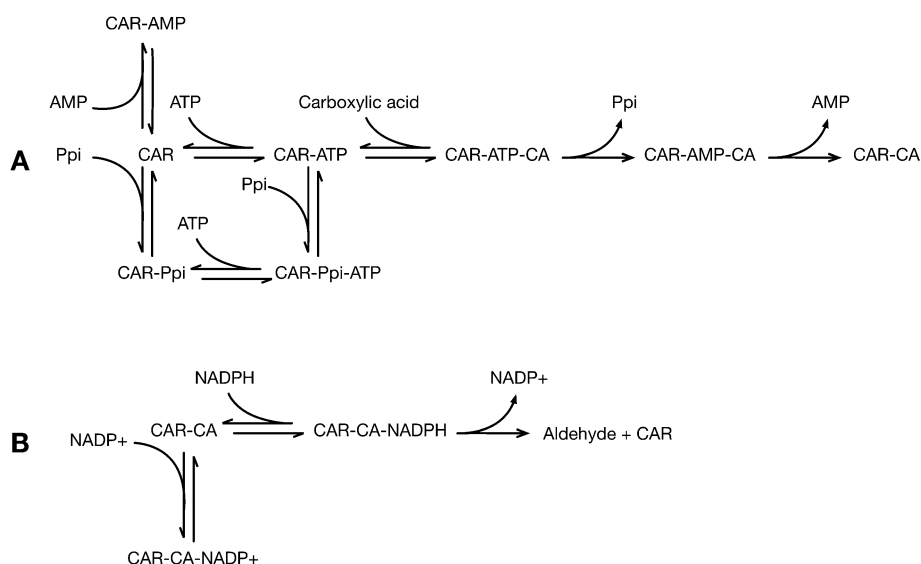 CAR-AMP
AMP
ATP
Carboxylic acid
Ppi
AMP
A
Ppi
CAR
CAR-ATP
CAR-ATP-CA
CAR-AMP-CA
CAR-CA
Ppi
ATP
CAR-Ppi
CAR-Ppi-ATP
NADPH
NADP+
B
NADP+
CAR-CA
CAR-CA-NADPH
Aldehyde + CAR
CAR-CA-NADP+